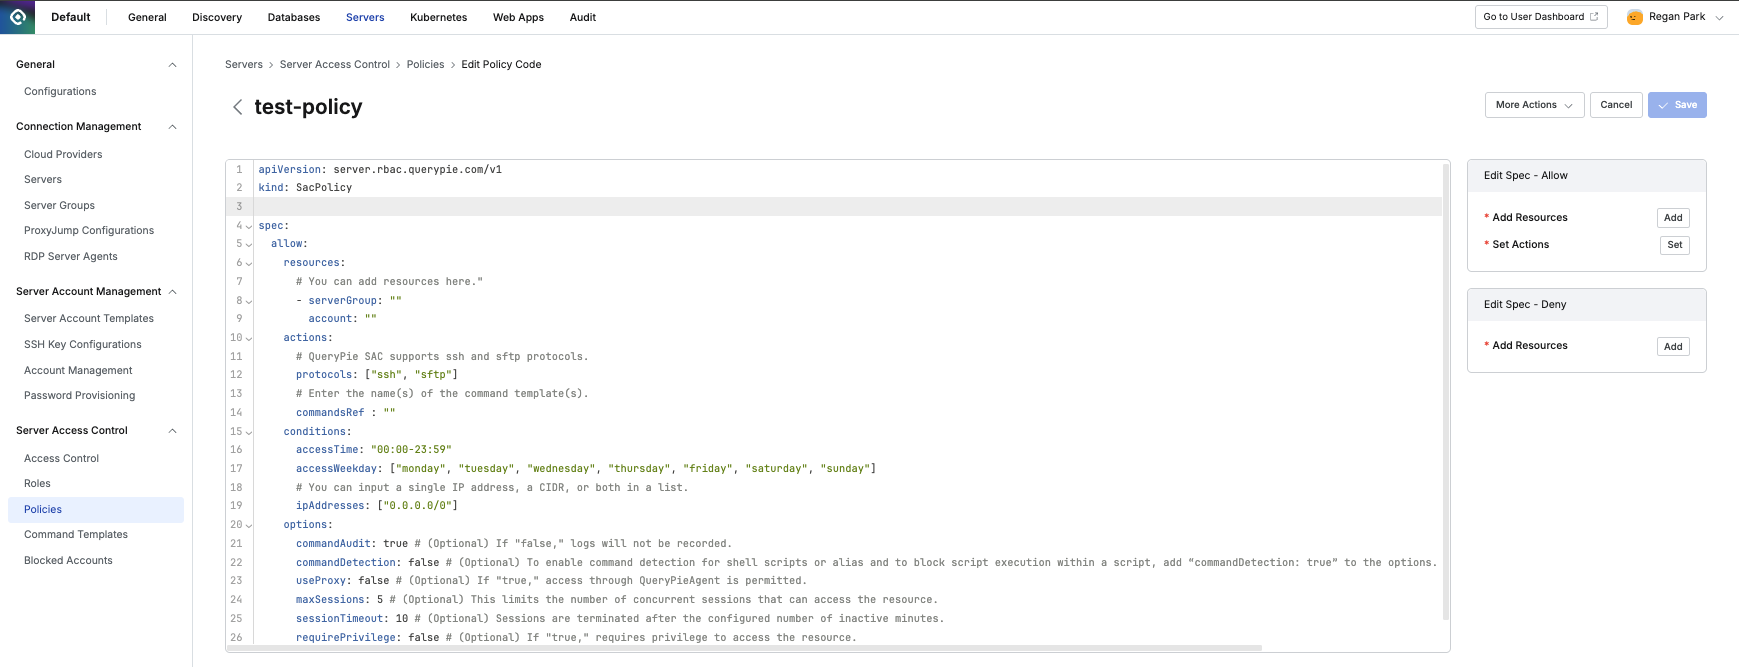 Default
General
Discovery
Databases
Servers
Kubernetes
Web Apps
Audit
Go to User Dashboard
Regan Park
General
Configurations
Connection Management
Cloud Providers
Servers
Server Groups
ProxyJump Configurations
RDP Server Agents
Server Account Management
Server Account Templates
SSH Key Configurations
Account Management
Password Provisioning
Server Access Control
Access Control
Roles
Policies
Command Templates
Blocked Accounts
Servers > Server Access Control > Policies > Edit Policy Code
test-policy
More Actions
Cancel
Save
1 apiVersion: server.rbac.querypie.com/v1
2 kind: SacPolicy
3
4 spec:
5   allow:
6     resources:
7       # You can add resources here."
8       - serverGroup: ""
9         account: ""
10     actions:
11       # QueryPie SAC supports ssh and sftp protocols.
12       protocols: ["ssh", "sftp"]
13       # Enter the name(s) of the command template(s).
14       commandsRef : ""
15     conditions:
16       accessTime: "00:00-23:59"
17       accessWeekday: ["monday", "tuesday", "wednesday", "thursday", "friday", "saturday", "sunday"]
18       # You can input a single IP address, a CIDR, or both in a list.
19       ipAddresses: ["0.0.0.0/0"]
20     options:
21       commandAudit: true # (Optional) If "false," logs will not be recorded.
22       commandDetection: false # (Optional) To enable command detection for shell scripts or alias and to block script execution within a script, add “commandDetection: true” to the options.
23       useProxy: false # (Optional) If "true," access through QueryPieAgent is permitted.
24       maxSessions: 5 # (Optional) This limits the number of concurrent sessions that can access the resource.
25       sessionTimeout: 10 # (Optional) Sessions are terminated after the configured number of inactive minutes.
26       requirePrivilege: false # (Optional) If "true," requires privilege to access the resource.
Edit Spec - Allow
* Add Resources
Add
* Set Actions
Set
Edit Spec - Deny
* Add Resources
Add